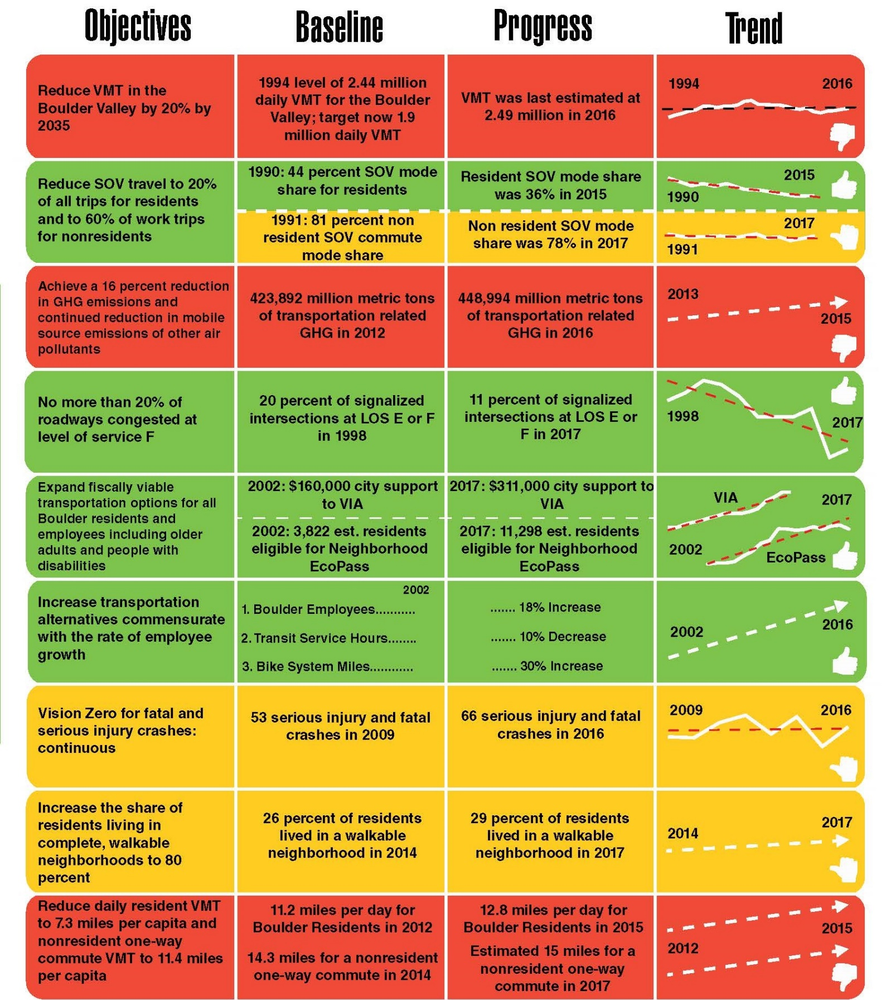 Objectives
Baseline
Progress
Trend
Reduce VMT in the
Boulder Valley by 20% by
2035
1994 level of 2.44 million
daily VMT for the Boulder
Valley; target now 1.9
million daily VMT
VMT was last estimated at
2.49 million in 2016
1994
2016
Reduce SOV travel to 20%
of all trips for residents
and to 60% of work trips
for nonresidents
1990: 44 percent SOV mode
share for residents
Resident SOV mode share
was 36% in 2015
2015
1990
1991: 81 percent non
resident SOV commute
mode share
Non resident SOV mode
share was 78% in 2017
2017
1991
Achieve a 16 percent reduction
in GHG emissions and
continued reduction in mobile
source emissions of other air
pollutants
423,892 million metric tons
of transportation related
GHG in 2012
448,994 million metric tons
of transportation related
GHG in 2016
2013
2015
No more than 20% of
roadways congested at
level of service F
20 percent of signalized
intersections at LOS E or F
in 1998
11 percent of signalized
intersections at LOS E or
F in 2017
1998
2017
Expand fiscally viable
transportation options for all
Boulder residents and
employees including older
adults and people with
disabilities
2002: $160,000 city support
to VIA
2017: $311,000 city support to
VIA
2002: 3,822 est. residents
eligible for Neighborhood
EcoPass
2017: 11,298 est. residents
eligible for Neighborhood
EcoPass
VIA
2017
2002
EcoPass
Increase transportation
alternatives commensurate
with the rate of employee
growth
2002
1. Boulder Employees...........
....... 18% Increase
2. Transit Service Hours........
....... 10% Decrease
3. Bike System Miles............
....... 30% Increase
2002
2016
Vision Zero for fatal and
serious injury crashes:
continuous
53 serious injury and fatal
crashes in 2009
66 serious injury and fatal
crashes in 2016
2009
2016
Increase the share of
residents living in
complete, walkable
neighborhoods to 80
percent
26 percent of residents
lived in a walkable
neighborhood in 2014
29 percent of residents
lived in a walkable
neighborhood in 2017
2014
2017
Reduce daily resident VMT
to 7.3 miles per capita and
nonresident one-way
commute VMT to 11.4 miles
per capita
11.2 miles per day for
Boulder Residents in 2012
14.3 miles for a nonresident
one-way commute in 2014
12.8 miles per day for
Boulder Residents in 2015
Estimated 15 miles for a
nonresident one-way
commute in 2017
2015
2012